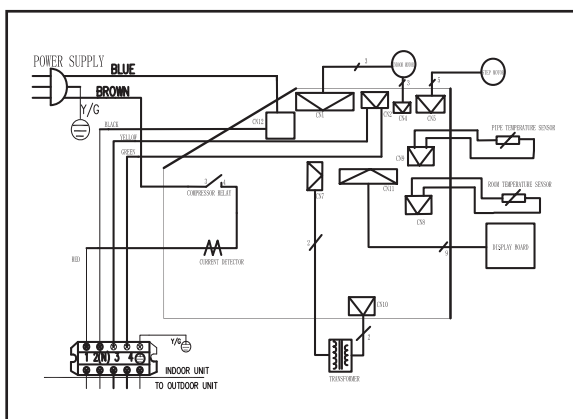 POWER SUPPLY
BLUE
BROWN
Y/G
BLACK
YELLOW
GREEN
CN12
3
CN1
CN2
3
CN4
5
CN5
STEP MOTOR
PIPE TEMPERATURE SENSOR
CN9
ROOM TEMPERATURE SENSOR
CN8
CN7
CN11
3 4
COMPRESSOR RELAY
RED
CURRENT DETECTOR
2
9
DISPLAY BOARD
CN10
2
TRANSFORMER
Y/G
1 2(N) 3 4
INDOOR UNIT
TO OUTDOOR UNIT